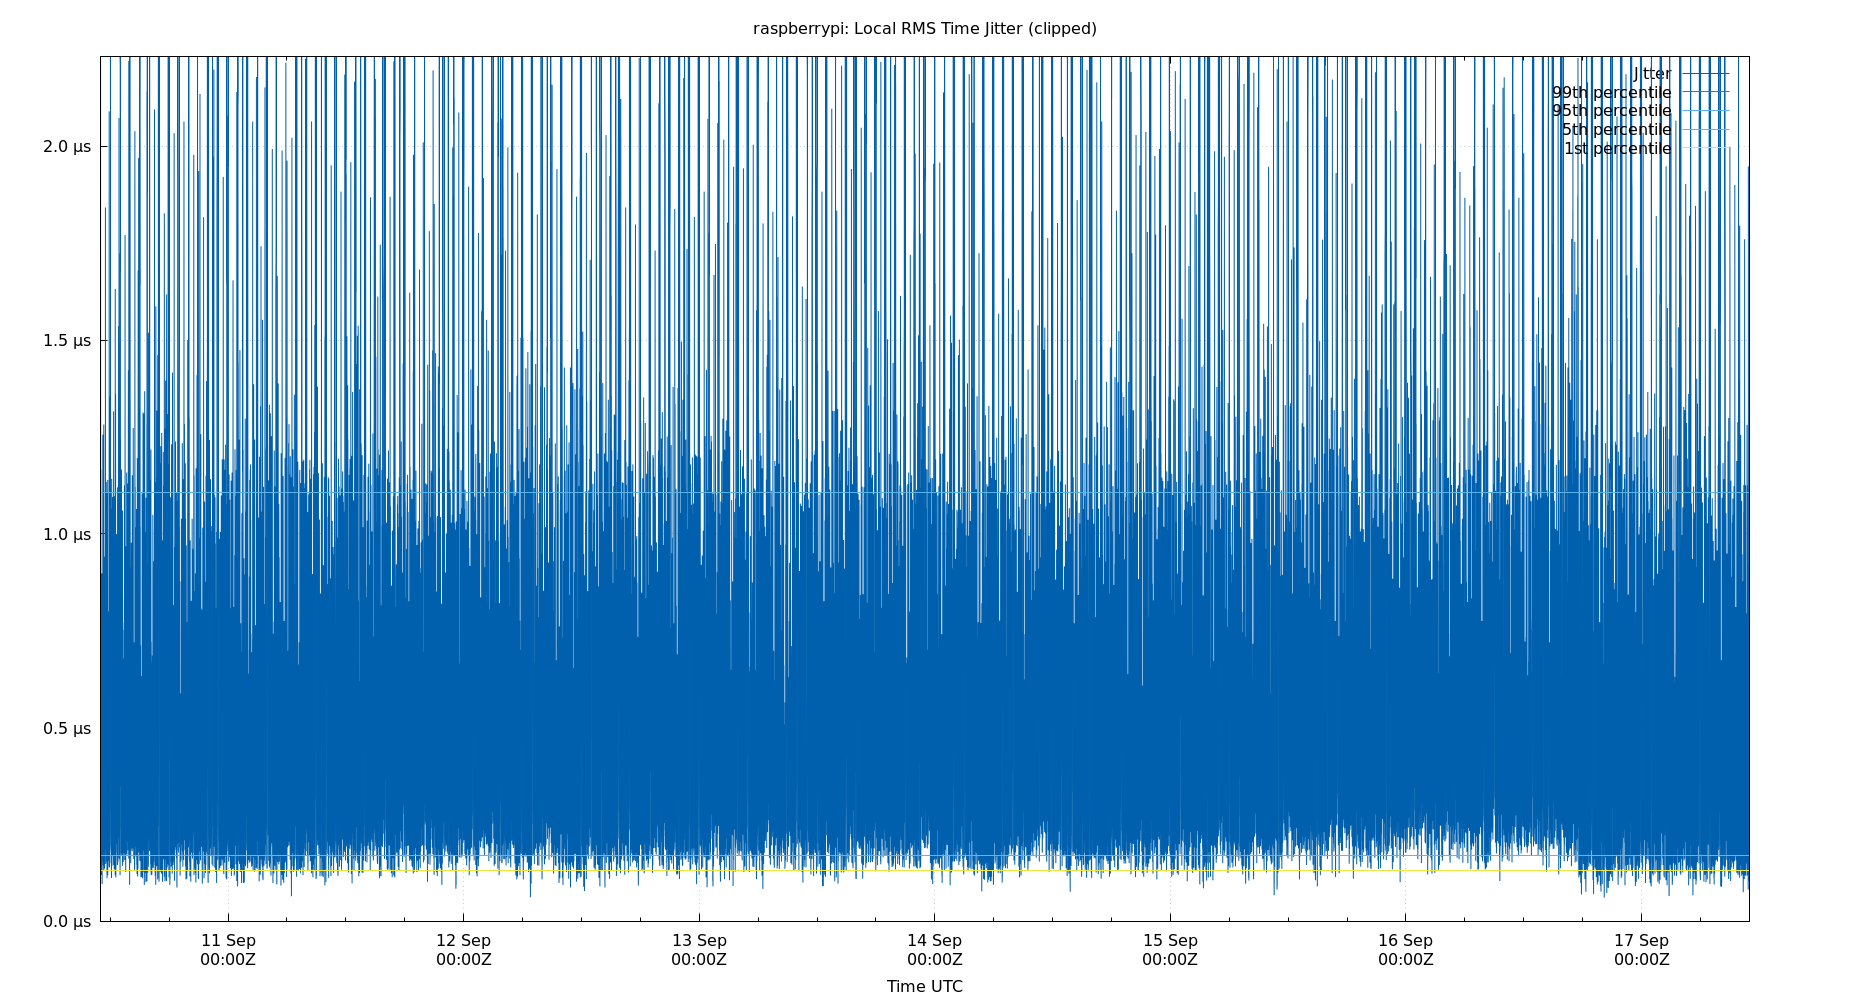 raspberrypi: Local RMS Time Jitter (clipped)
Jitter
99th percentile
95th percentile
5th percentile
1st percentile
2.0 µs
1.5 µs
1.0 µs
0.5 µs
0.0 µs
11 Sep 12 Sep 13 Sep 14 Sep 15 Sep 16 Sep 17 Sep
00:00Z 00:00Z 00:00Z 00:00Z 00:00Z 00:00Z 00:00Z
Time UTC